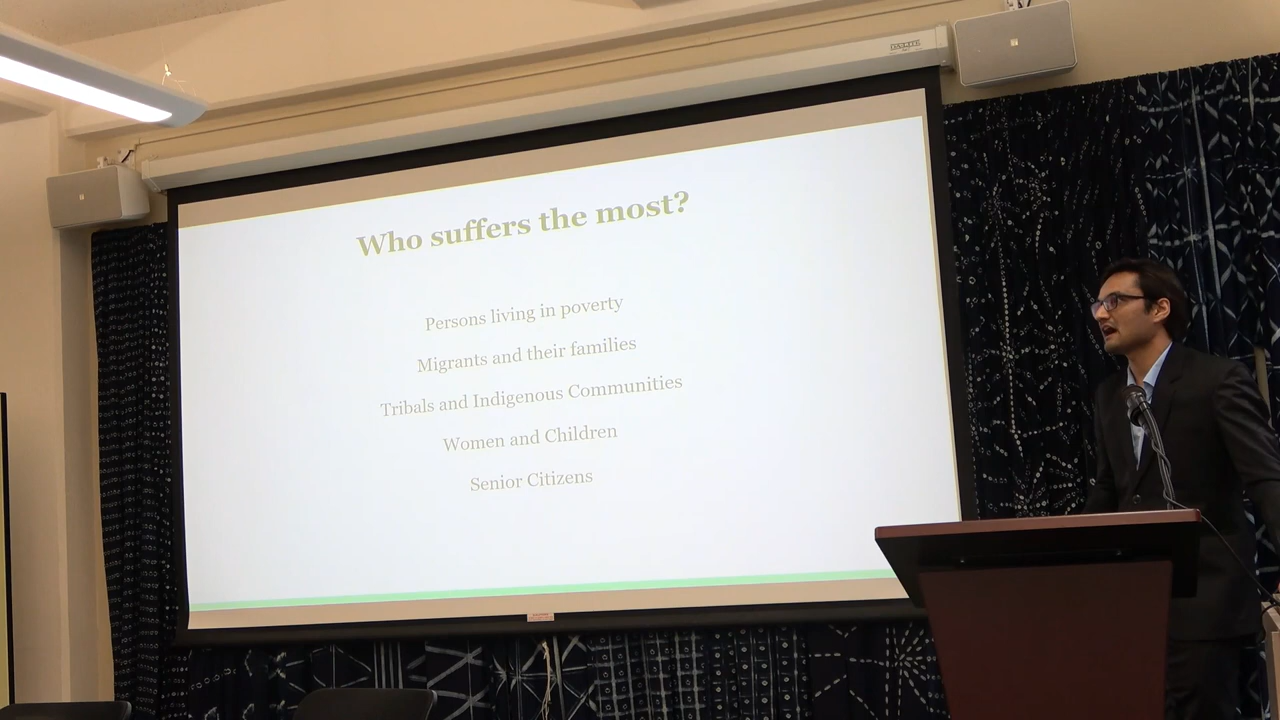 Who suffers the most?
Persons living in poverty
Migrants and their families
Tribals and Indigenous Communities
Women and Children
Senior Citizens